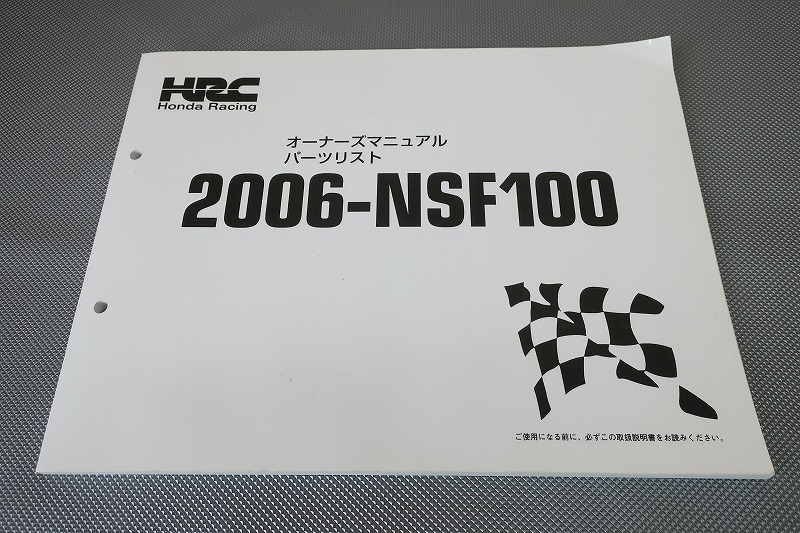 HRC
Honda Racing
オーナーズマニュアル
パーツリスト
2006-NSF100
ご使用になる前に、必ずこの取扱説明書をお読みください。